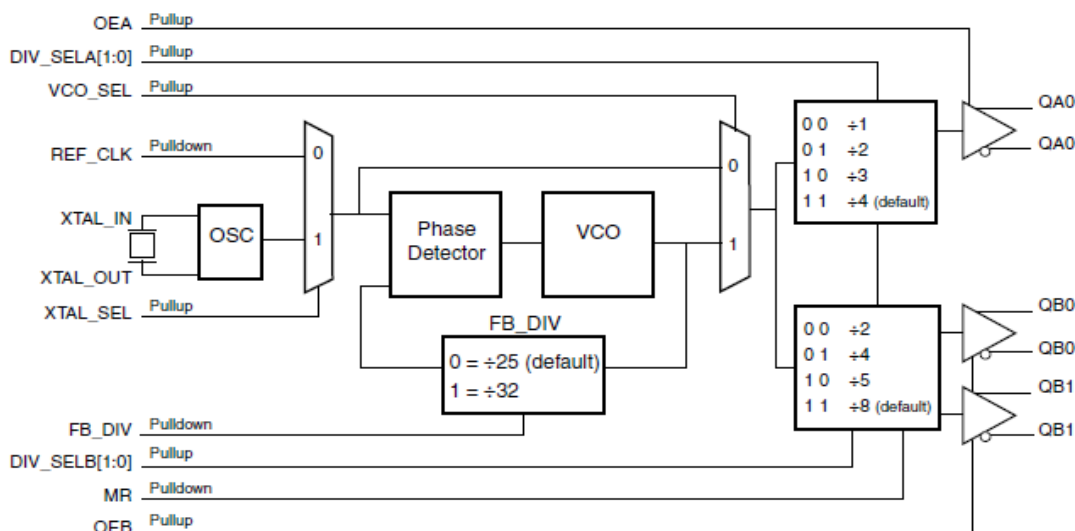 OEA Pullup
DIV_SELA[1:0] Pullup
VCO_SEL Pullup
REF_CLK Pulldown
XTAL_IN
XTAL_OUT
OSC
XTAL_SEL Pullup
0
1
Phase
Detector
VCO
FB_DIV
0 = ÷25 (default)
1 = ÷32
0
1
0 0 ÷1
0 1 ÷2
1 0 ÷3
1 1 ÷4 (default)
QA0
QA0
0 0 ÷2
0 1 ÷4
1 0 ÷5
1 1 ÷8 (default)
QB0
QB0
QB1
QB1
FB_DIV Pulldown
DIV_SELB[1:0] Pullup
MR Pulldown
OEB Pullup